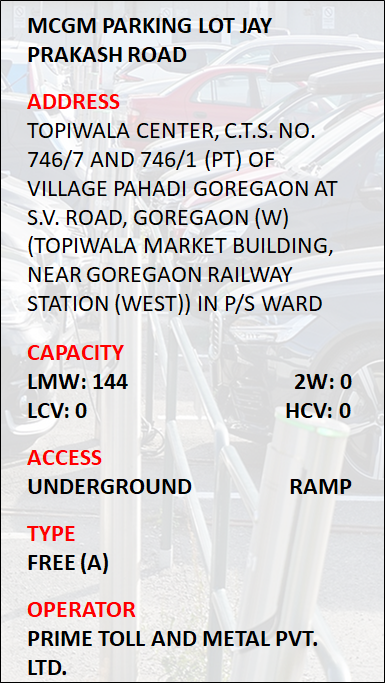 MCGM PARKING LOT JAY
PRAKASH ROAD
ADDRESS
TOPIWALA CENTER, C.T.S. NO.
746/7 AND 746/1 (PT) OF
VILLAGE PAHADI GOREGAON AT
S.V. ROAD, GOREGAON (W)
(TOPIWALA MARKET BUILDING,
NEAR GOREGAON RAILWAY
STATION (WEST)) IN P/S WARD
CAPACITY
LMW: 144 2W: 0
LCV: 0 HCV: 0
ACCESS
UNDERGROUND RAMP
TYPE
FREE (A)
OPERATOR
PRIME TOLL AND METAL PVT.
LTD.